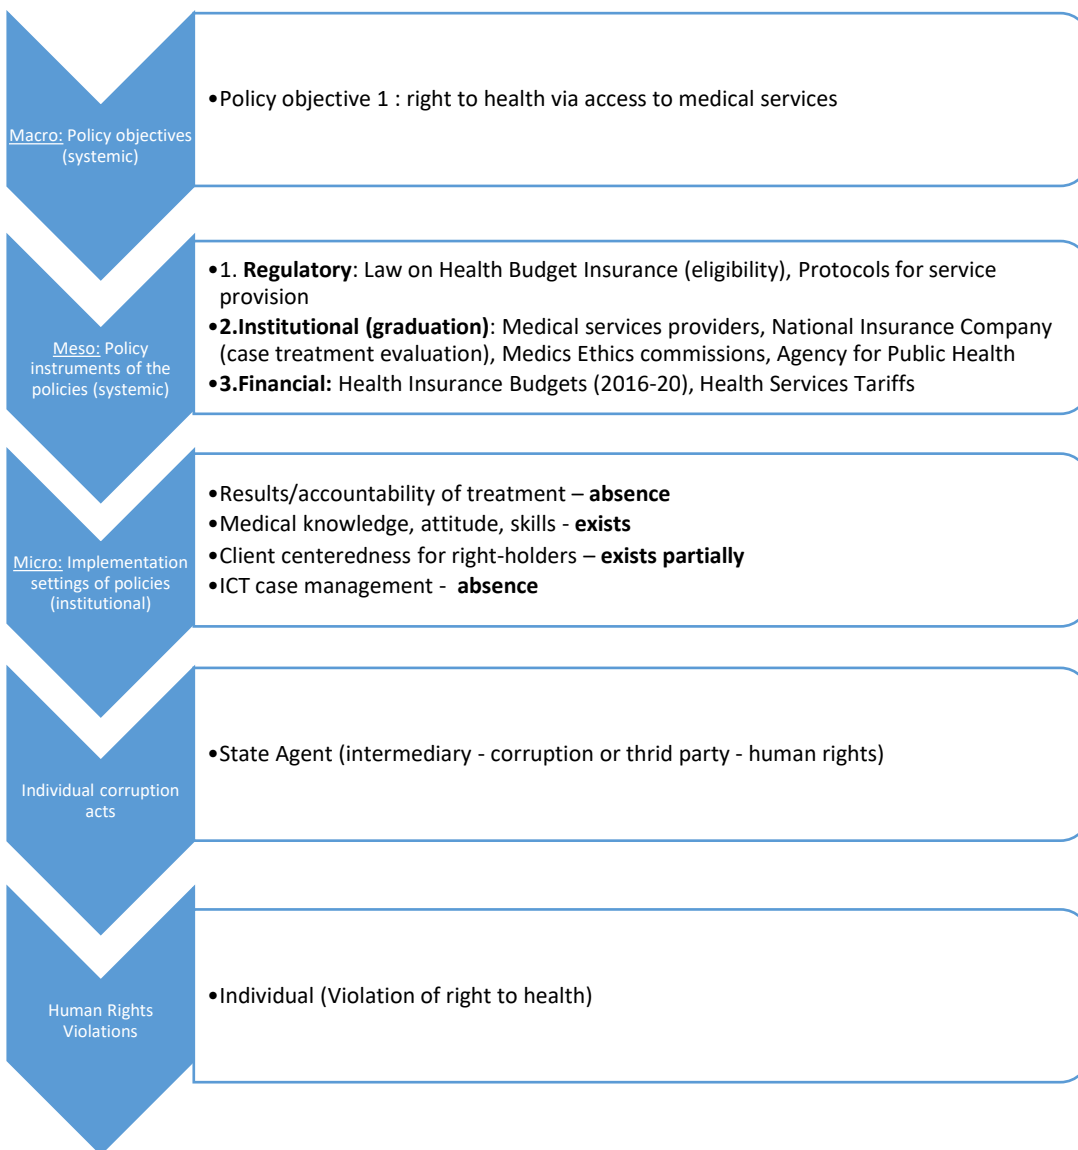 Macro: Policy objectives
(systemic)
•Policy objective 1 : right to health via access to medical services
Meso: Policy
instruments of the
policies (systemic)
•1. Regulatory: Law on Health Budget Insurance (eligibility), Protocols for service
provision
•2.Institutional (graduation): Medical services providers, National Insurance Company
(case treatment evaluation), Medics Ethics commissions, Agency for Public Health
•3.Financial: Health Insurance Budgets (2016-20), Health Services Tariffs
Micro: Implementation
settings of policies
(institutional)
•Results/accountability of treatment – absence
•Medical knowledge, attitude, skills - exists
•Client centeredness for right-holders – exists partially
•ICT case management -  absence
Individual corruption
acts
•State Agent (intermediary - corruption or thrid party - human rights)
Human Rights
Violations
•Individual (Violation of right to health)